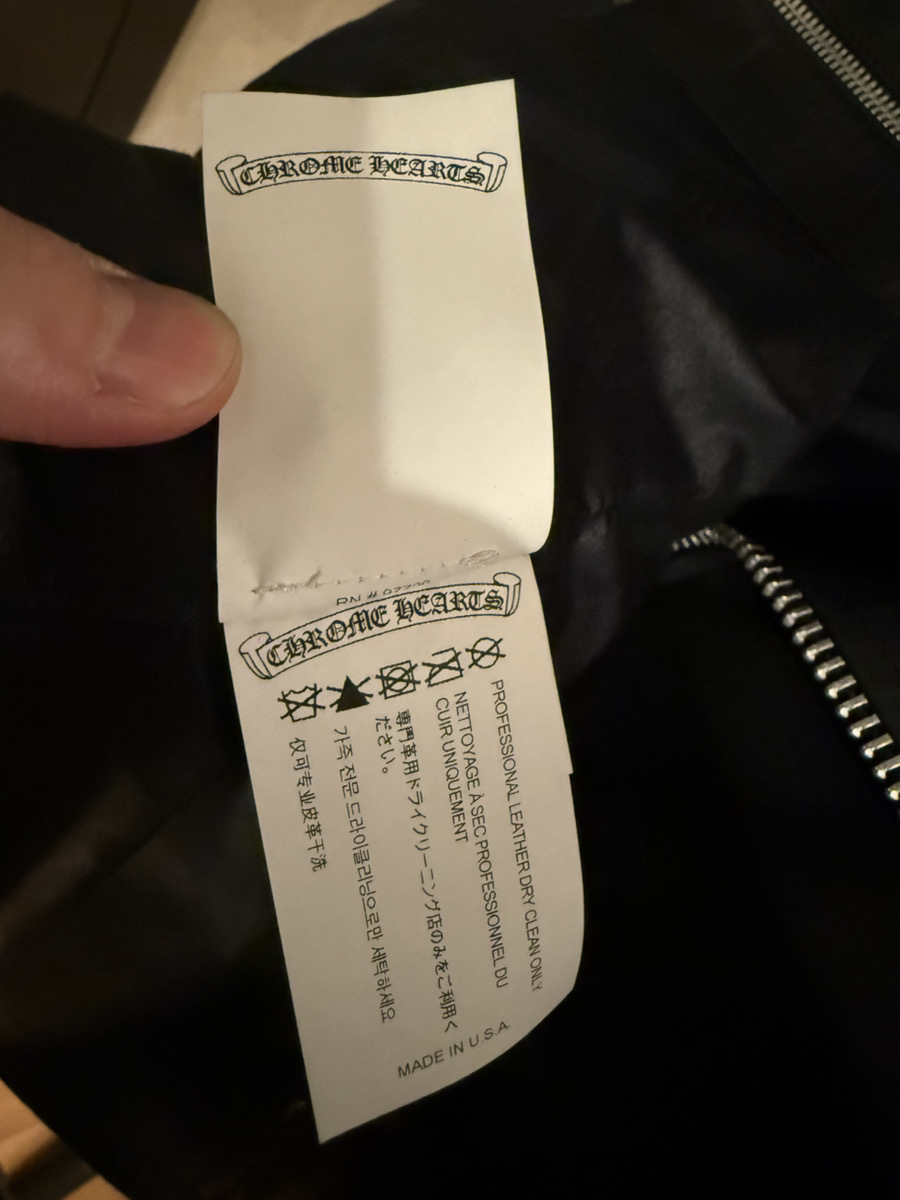 CHROME HEARTS
RN #
CHROME HEARTS
PROFESSIONAL LEATHER DRY CLEAN ONLY
NETTOYAGE À SEC PROFESSIONNEL DU
CUIR UNIQUEMENT
専門革用ドライクリーニング店のみをご利用く
ださい。
가죽 전문 드라이클리닝으로만 세탁하세요
仅可专业皮革干洗
MADE IN U.S.A.